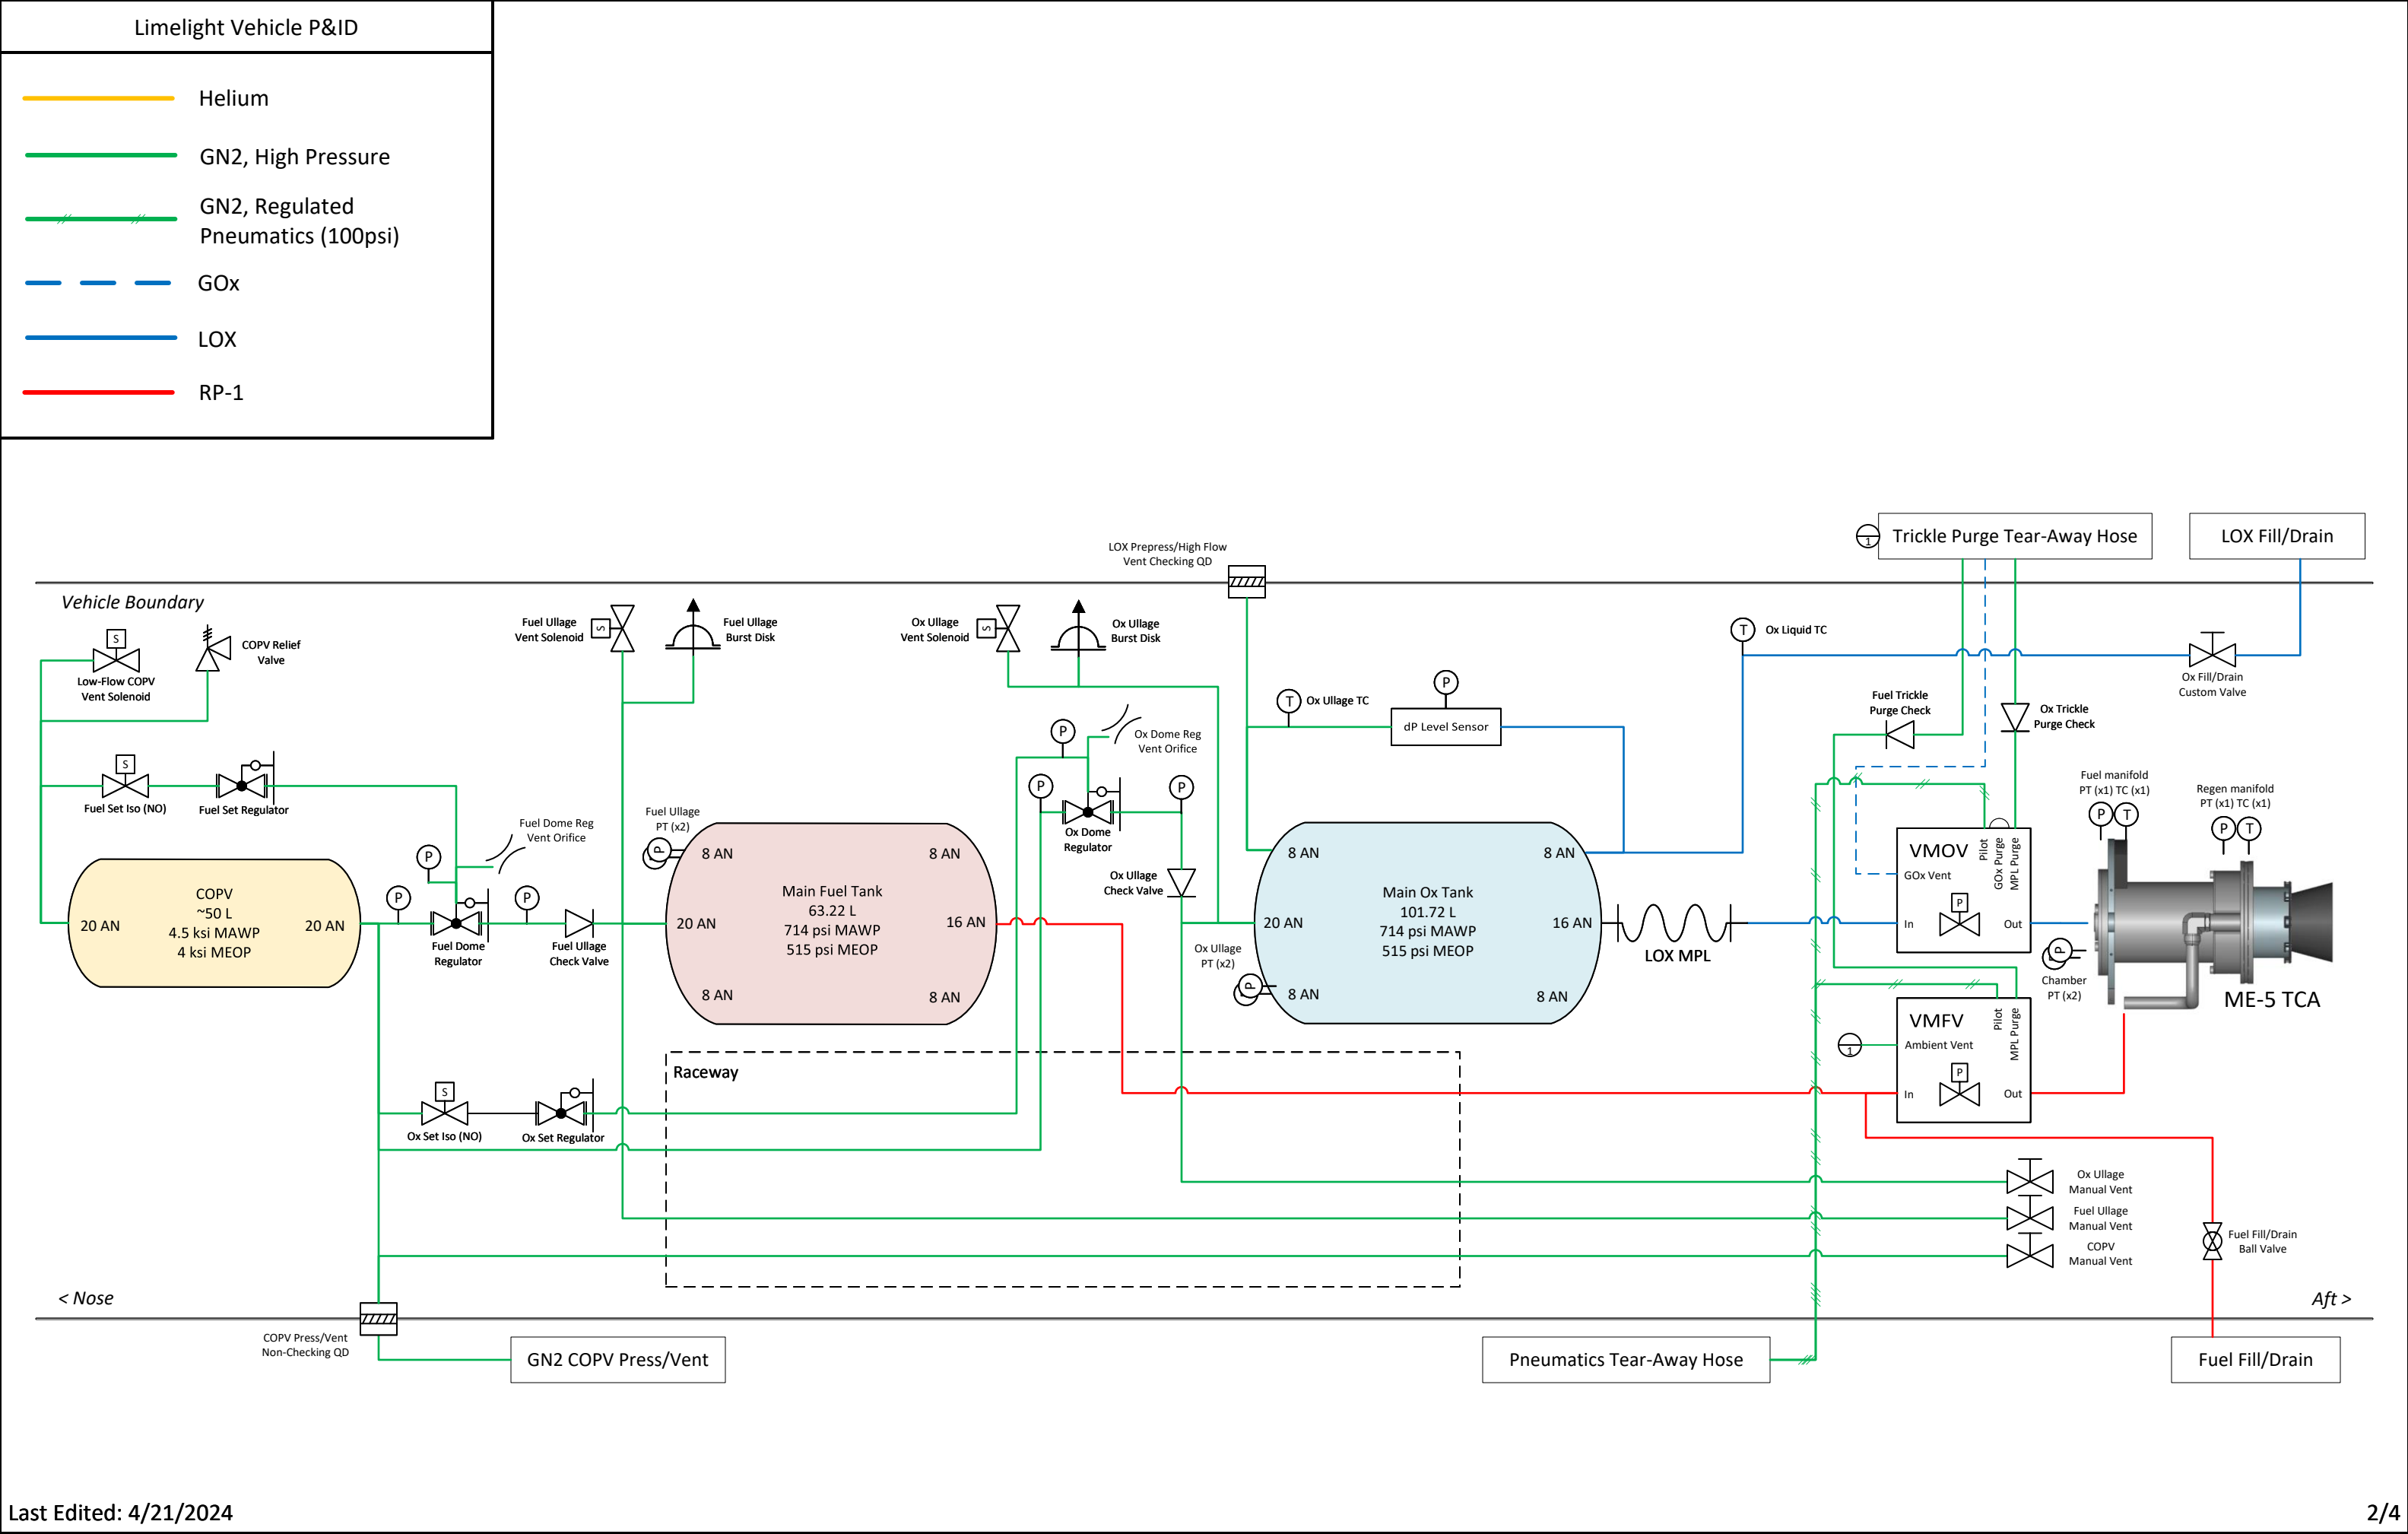 Limelight Vehicle P&ID
Helium
GN2, High Pressure
GN2, Regulated
Pneumatics (100psi)
GOx
LOX
RP-1
Trickle Purge Tear-Away Hose
1
LOX Fill/Drain
LOX Prepress/High Flow
Vent Checking QD
Vehicle Boundary
S
Low-Flow COPV
Vent Solenoid
COPV Relief
Valve
Fuel Ullage
Vent Solenoid
S
Fuel Ullage
Burst Disk
Ox Ullage
Vent Solenoid
S
Ox Ullage
Burst Disk
T
Ox Liquid TC
Ox Fill/Drain
Custom Valve
T
Ox Ullage TC
P
dP Level Sensor
Fuel Trickle
Purge Check
Ox Trickle
Purge Check
P
Ox Dome Reg
Vent Orifice
S
Fuel Set Iso (NO)
Fuel Set Regulator
P
Ox Dome
Regulator
P
Fuel manifold
PT (x1) TC (x1)
P
T
Regen manifold
PT (x1) TC (x1)
P
T
Fuel Dome Reg
Vent Orifice
P
Fuel Ullage
PT (x2)
P
COPV
~50 L
4.5 ksi MAWP
4 ksi MEOP
20 AN
20 AN
P
Fuel Dome
Regulator
P
Fuel Ullage
Check Valve
8 AN
8 AN
20 AN
Main Fuel Tank
63.22 L
714 psi MAWP
515 psi MEOP
16 AN
8 AN
8 AN
Ox Ullage
Check Valve
8 AN
8 AN
20 AN
Main Ox Tank
101.72 L
714 psi MAWP
515 psi MEOP
16 AN
8 AN
8 AN
Ox Ullage
PT (x2)
P
LOX MPL
VMOV
Pilot
GOx Purge
MPL Purge
GOx Vent
P
In
Out
P
Chamber
PT (x2)
ME-5 TCA
VMFV
Pilot
MPL Purge
1
Ambient Vent
P
In
Out
Raceway
S
Ox Set Iso (NO)
Ox Set Regulator
Ox Ullage
Manual Vent
Fuel Ullage
Manual Vent
COPV
Manual Vent
Fuel Fill/Drain
Ball Valve
< Nose
Aft >
COPV Press/Vent
Non-Checking QD
GN2 COPV Press/Vent
Pneumatics Tear-Away Hose
Fuel Fill/Drain
Last Edited: 4/21/2024
2/4